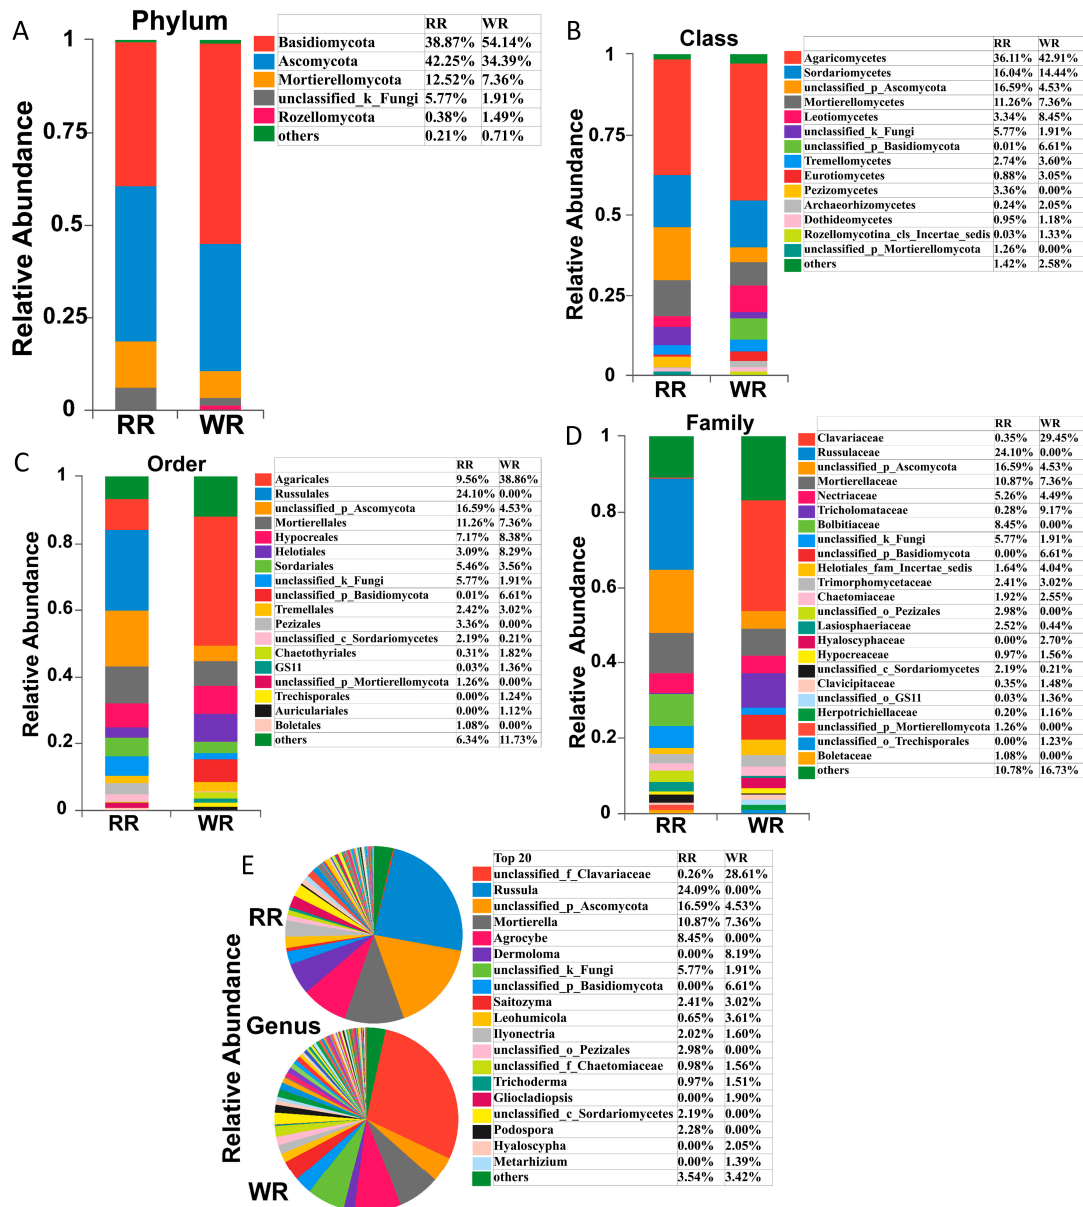 A
Phylum
Relative Abundance
1
0.75
0.5
0.25
0
RR WR
RR WR
Basidiomycota 38.87% 54.14%
Ascomycota 42.25% 34.39%
Mortierellomycota 12.52% 7.36%
unclassified_k_Fungi 5.77% 1.91%
Rozellomycota 0.38% 1.49%
others 0.21% 0.71%
B
Class
Relative Abundance
1
0.75
0.5
0.25
0
RR WR
RR WR
Agaricomycetes 36.11% 42.91%
Sordariomycetes 16.04% 14.44%
unclassified_p_Ascomycota 16.59% 4.53%
Mortierellomycetes 11.26% 7.36%
Leotiomycetes 3.34% 8.45%
unclassified_k_Fungi 5.77% 1.91%
unclassified_p_Basidiomycota 0.01% 6.61%
Tremellomycetes 2.74% 3.60%
Eurotiomycetes 0.88% 3.05%
Pezizomycetes 3.36% 0.00%
Archaeorhizomycetes 0.24% 2.05%
Dothideomycetes 0.95% 1.18%
Rozellomycotina_cls_Incertae_sedis 0.03% 1.33%
unclassified_p_Mortierellomycota 1.26% 0.00%
others 1.42% 2.58%
C
Order
Relative Abundance
1
0.8
0.6
0.4
0.2
0
RR WR
RR WR
Agaricales 9.56% 38.86%
Russulales 24.10% 0.00%
unclassified_p_Ascomycota 16.59% 4.53%
Mortierellales 11.26% 7.36%
Hypocreales 7.17% 8.38%
Helotiales 3.09% 8.29%
Sordariales 5.46% 3.56%
unclassified_k_Fungi 5.77% 1.91%
unclassified_p_Basidiomycota 0.01% 6.61%
Tremellales 2.42% 3.02%
Pezizales 3.36% 0.00%
unclassified_c_Sordariomycetes 2.19% 0.21%
Chaetothyriales 0.31% 1.82%
GS11 0.03% 1.36%
unclassified_p_Mortierellomycota 1.26% 0.00%
Trechisporales 0.00% 1.24%
Auriculariales 0.00% 1.12%
Boletales 1.08% 0.00%
others 6.34% 11.73%
D
Family
Relative Abundance
1
0.8
0.6
0.4
0.2
0
RR WR
RR WR
Clavariaceae 0.35% 29.45%
Russulaceae 24.10% 0.00%
unclassified_p_Ascomycota 16.59% 4.53%
Mortierellaceae 10.87% 7.36%
Nectriaceae 5.26% 4.49%
Tricholomataceae 0.28% 9.17%
Bolbitiaceae 8.45% 0.00%
unclassified_k_Fungi 5.77% 1.91%
unclassified_p_Basidiomycota 0.00% 6.61%
Helotiales_fam_Incertae_sedis 1.64% 4.04%
Trimorphomycetaceae 2.41% 3.02%
Chaetomiaceae 1.92% 2.55%
unclassified_o_Pezizales 2.98% 0.00%
Lasiosphaeriaceae 2.52% 0.44%
Hyaloscyphaceae 0.00% 2.70%
Hypocreaceae 0.97% 1.56%
unclassified_c_Sordariomycetes 2.19% 0.21%
Clavicipitaceae 0.35% 1.48%
unclassified_o_GS11 0.03% 1.36%
Herpotrichiellaceae 0.20% 1.16%
unclassified_p_Mortierellomycota 1.26% 0.00%
unclassified_o_Trechisporales 0.00% 1.23%
Boletaceae 1.08% 0.00%
others 10.78% 16.73%
E
RR
Relative Abundance
Genus
WR
Top 20 RR WR
unclassified_f_Clavariaceae 0.26% 28.61%
Russula 24.09% 0.00%
unclassified_p_Ascomycota 16.59% 4.53%
Mortierella 10.87% 7.36%
Agrocybe 8.45% 0.00%
Dermoloma 0.00% 8.19%
unclassified_k_Fungi 5.77% 1.91%
unclassified_p_Basidiomycota 0.00% 6.61%
Saitozyma 2.41% 3.02%
Leohumicola 0.65% 3.61%
Ilyonectria 2.02% 1.60%
unclassified_o_Pezizales 2.98% 0.00%
unclassified_f_Chaetomiaceae 0.98% 1.56%
Trichoderma 0.97% 1.51%
Gliocladiopsis 0.00% 1.90%
unclassified_c_Sordariomycetes 2.19% 0.00%
Podospora 2.28% 0.00%
Hyaloscypha 0.00% 2.05%
Metarhizium 0.00% 1.39%
others 3.54% 3.42%